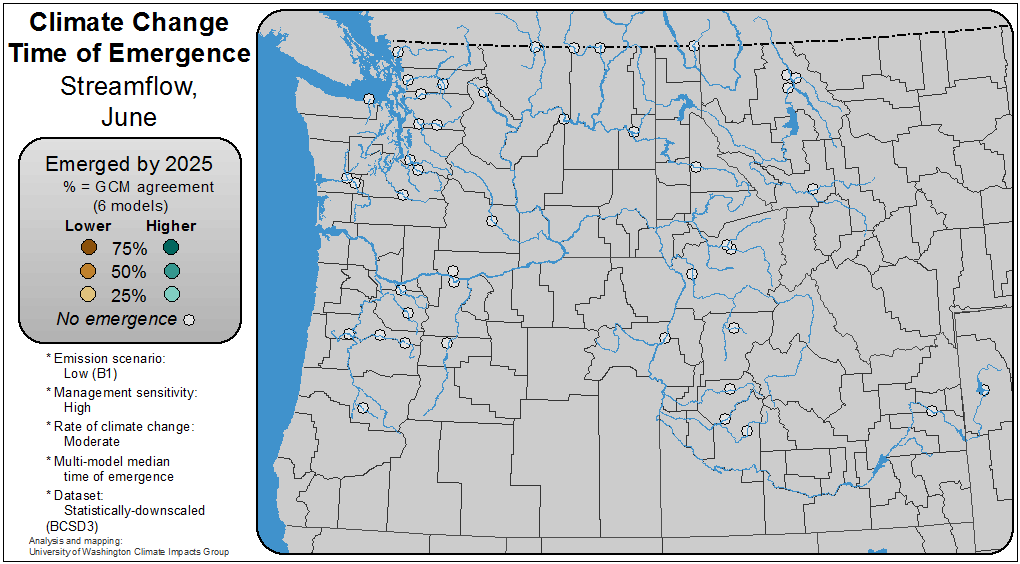 Climate Change
Time of Emergence
Streamflow,
June
Emerged by 2025
% = GCM agreement
(6 models)
Lower Higher
75%
50%
25%
No emergence
* Emission scenario:
Low (B1)
* Management sensitivity:
High
* Rate of climate change:
Moderate
* Multi-model median
time of emergence
* Dataset:
Statistically-downscaled
(BCSD3)
Analysis and mapping:
University of Washington Climate Impacts Group